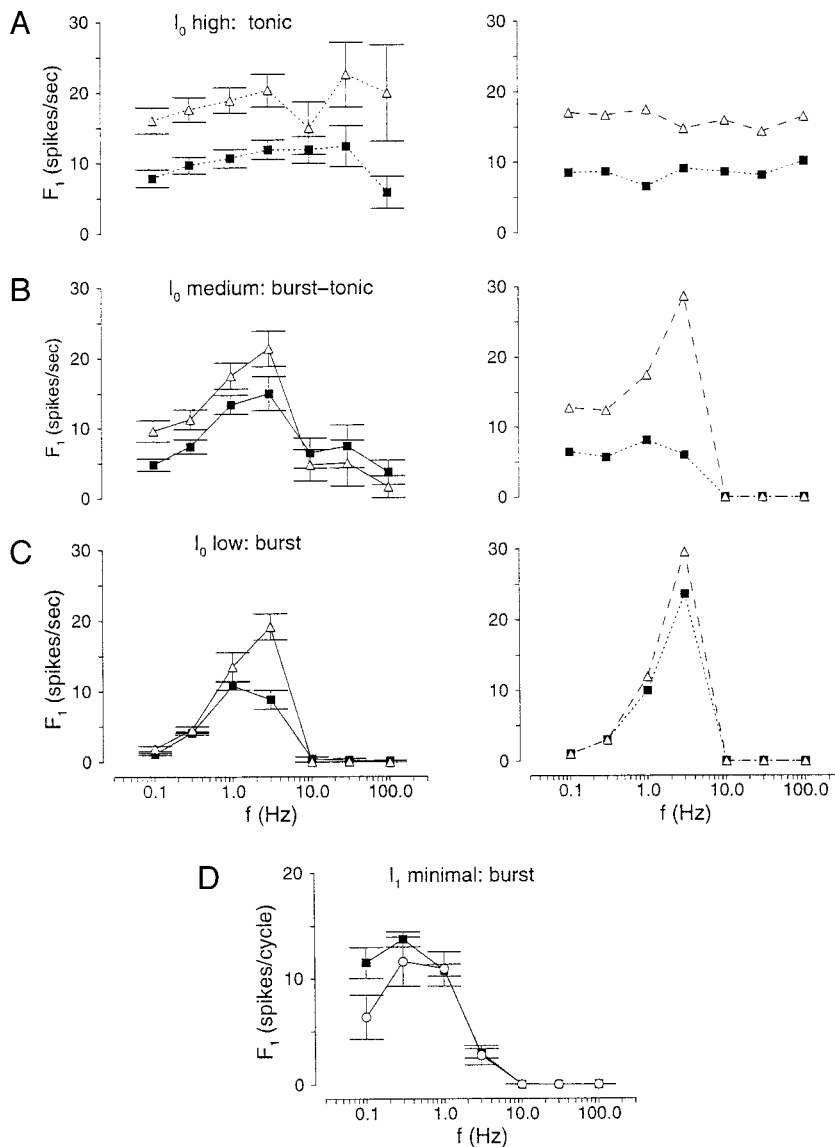 A
I₀ high: tonic
F₁ (spikes/sec)
30
20
10
0
30
20
10
0
B
I₀ medium: burst–tonic
F₁ (spikes/sec)
30
20
10
0
30
20
10
0
C
I₀ low: burst
F₁ (spikes/sec)
30
20
10
0
0.1 1.0 10.0 100.0
f (Hz)
30
20
10
0
0.1 1.0 10.0 100.0
f (Hz)
D
I₁ minimal: burst
F₁ (spikes/cycle)
20
10
0
0.1 1.0 10.0 100.0
f (Hz)